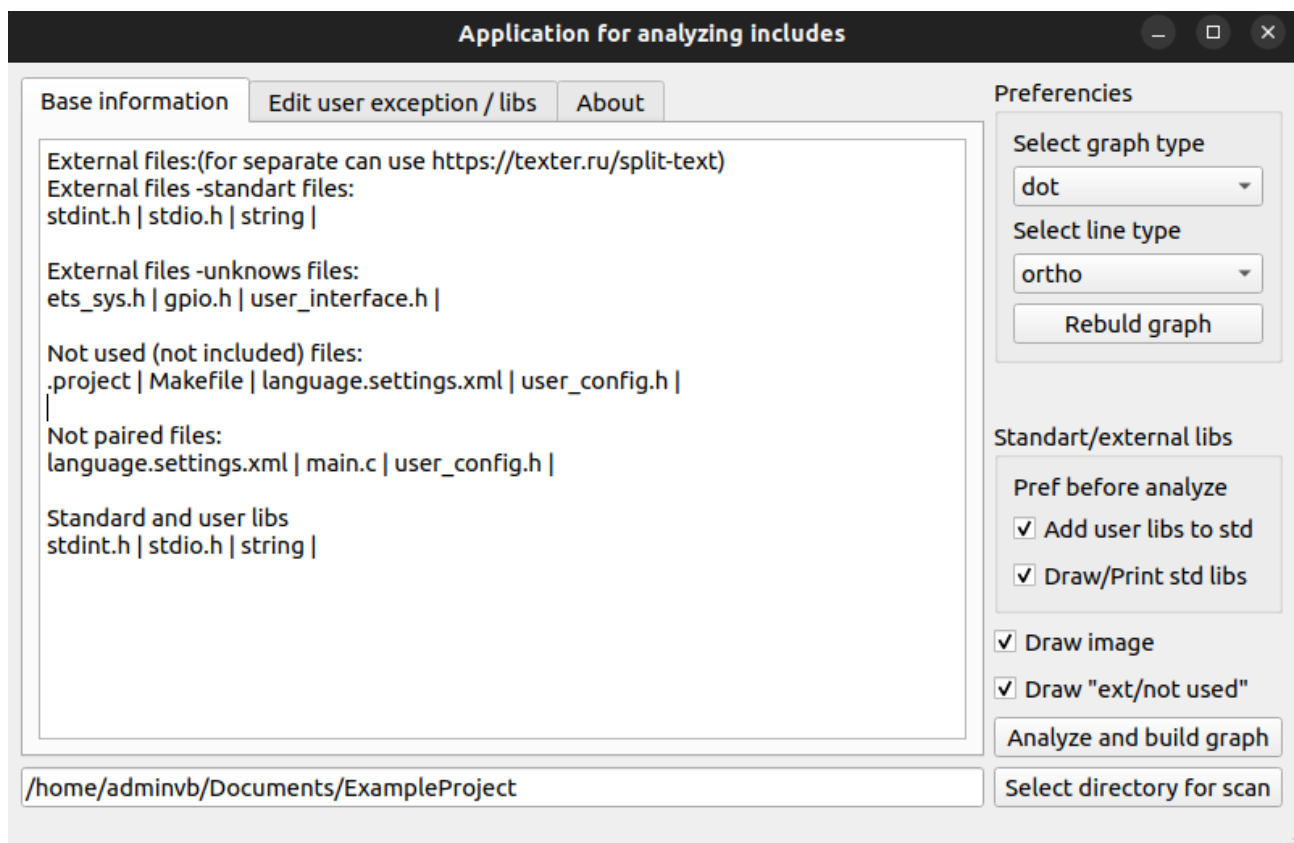 Application for analyzing includes
Base information
Edit user exception / libs
About
External files:(for separate can use https://texter.ru/split-text)
External files -standart files:
stdint.h | stdio.h | string |
External files -unknows files:
ets_sys.h | gpio.h | user_interface.h |
Not used (not included) files:
.project | Makefile | language.settings.xml | user_config.h |
Not paired files:
language.settings.xml | main.c | user_config.h |
Standard and user libs
stdint.h | stdio.h | string |
/home/adminvb/Documents/ExampleProject
Preferencies
Select graph type
dot
Select line type
ortho
Rebuld graph
Standart/external libs
Pref before analyze
Add user libs to std
Draw/Print std libs
Draw image
Draw "ext/not used"
Analyze and build graph
Select directory for scan